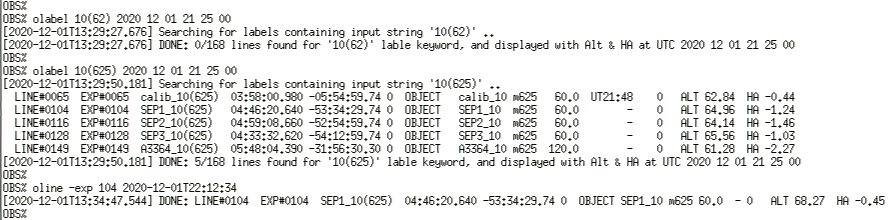 OBS%
OBS% olabel 10(62) 2020 12 01 21 25 00
[2020-12-01T13:29:27.676] Searching for labels containing input string '10(62)' ..
[2020-12-01T13:29:27.676] DONE: 0/168 lines found for '10(62)' lable keyword, and displayed with Alt & HA at UTC 2020 12 01 21 25 00
OBS%
OBS% olabel 10(625) 2020 12 01 21 25 00
[2020-12-01T13:29:50.181] Searching for labels containing input string '10(625)' ..
LINE#0065 EXP#0065 calib_10(625) 03:58:00.980 -05:54:59.74 0 OBJECT calib_10 m625 60.0 UT21:48 0 ALT 62.84 HA -0.44
LINE#0104 EXP#0104 SEP1_10(625) 04:46:20.640 -53:34:29.74 0 OBJECT SEP1_10 m625 60.0 - 0 ALT 64.96 HA -1.24
LINE#0116 EXP#0116 SEP2_10(625) 04:59:08.660 -52:54:59.74 0 OBJECT SEP2_10 m625 60.0 - 0 ALT 64.14 HA -1.46
LINE#0128 EXP#0128 SEP3_10(625) 04:33:32.620 -54:12:59.74 0 OBJECT SEP3_10 m625 60.0 - 0 ALT 65.56 HA -1.03
LINE#0149 EXP#0149 A3364_10(625) 05:48:04.390 -31:56:30.30 0 OBJECT A3364_10 m625 120.0 - 0 ALT 61.28 HA -2.27
[2020-12-01T13:29:50.181] DONE: 5/168 lines found for '10(625)' lable keyword, and displayed with Alt & HA at UTC 2020 12 01 21 25 00
OBS%
OBS% oline -exp 104 2020-12-01T22:12:34
[2020-12-01T13:34:47.544] DONE: LINE#0104 EXP#0104 SEP1_10(625) 04:46:20.640 -53:34:29.74 0 OBJECT SEP1_10 m625 60.0 - 0 ALT 68.27 HA -0.45
OBS%